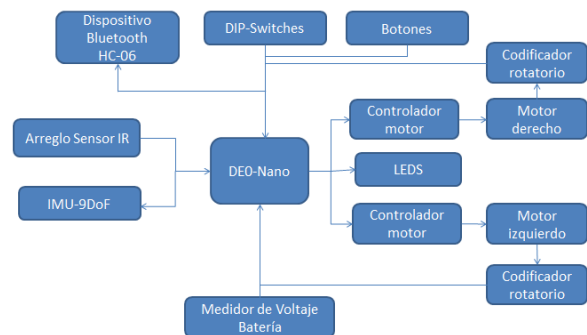 Dispositivo
Bluetooth
HC-06
DIP-Switches
Botones
Codificador
rotatorio
Controlador
motor
Motor
derecho
Arreglo Sensor IR
DE0-Nano
LEDS
IMU-9DoF
Controlador
motor
Motor
izquierdo
Codificador
rotatorio
Medidor de Voltaje
Batería